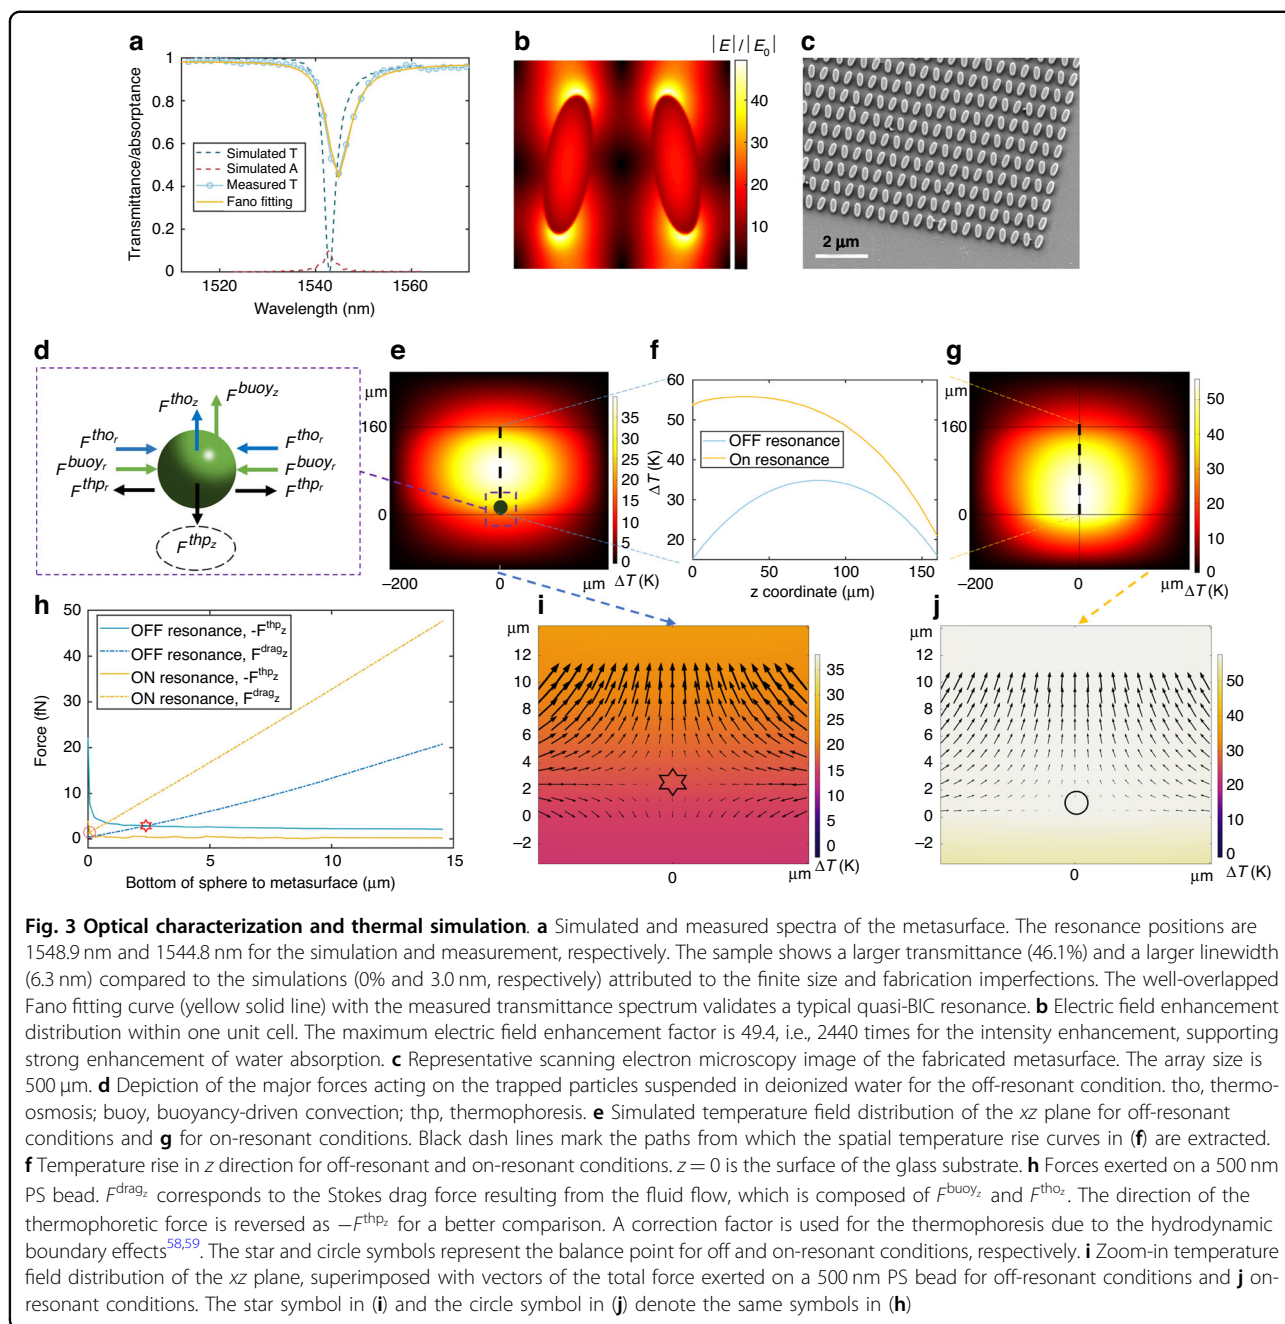 a
Transmittance/absorptance
1
0.8
0.6
0.4
0.2
0
Simulated T
Simulated A
Measured T
Fano fitting
1520
1540
1560
Wavelength (nm)
b
|E|/|E0|
40
30
20
10
c
2 μm
d
F^tho_z
F^buoy_z
F^tho_r
F^tho_r
F^buoy_r
F^buoy_r
F^thp_r
F^thp_r
F^thp_z
e
μm
160
0
−200
0
μm
35
30
25
20
15
10
5
0
ΔT (K)
f
60
50
40
30
20
ΔT (K)
OFF resonance
On resonance
0
50
100
150
z coordinate (μm)
g
μm
160
0
−200
0
μm
50
40
30
20
10
0
ΔT (K)
h
50
40
30
20
10
0
Force (fN)
OFF resonance, -F^thp_z
OFF resonance, F^drag_z
ON resonance, -F^thp_z
ON resonance, F^drag_z
0
5
10
15
Bottom of sphere to metasurface (μm)
i
μm
12
10
8
6
4
2
0
−2
0
μm
35
30
25
20
15
10
5
0
ΔT (K)
j
μm
12
10
8
6
4
2
0
−2
0
μm
50
40
30
20
10
0
ΔT (K)
Fig. 3 Optical characterization and thermal simulation. a Simulated and measured spectra of the metasurface. The resonance positions are
1548.9 nm and 1544.8 nm for the simulation and measurement, respectively. The sample shows a larger transmittance (46.1%) and a larger linewidth
(6.3 nm) compared to the simulations (0% and 3.0 nm, respectively) attributed to the finite size and fabrication imperfections. The well-overlapped
Fano fitting curve (yellow solid line) with the measured transmittance spectrum validates a typical quasi-BIC resonance. b Electric field enhancement
distribution within one unit cell. The maximum electric field enhancement factor is 49.4, i.e., 2440 times for the intensity enhancement, supporting
strong enhancement of water absorption. c Representative scanning electron microscopy image of the fabricated metasurface. The array size is
500 μm. d Depiction of the major forces acting on the trapped particles suspended in deionized water for the off-resonant condition. tho, thermo-
osmosis; buoy, buoyancy-driven convection; thp, thermophoresis. e Simulated temperature field distribution of the xz plane for off-resonant
conditions and g for on-resonant conditions. Black dash lines mark the paths from which the spatial temperature rise curves in (f) are extracted.
f Temperature rise in z direction for off-resonant and on-resonant conditions. z = 0 is the surface of the glass substrate. h Forces exerted on a 500 nm
PS bead. F^drag_z corresponds to the Stokes drag force resulting from the fluid flow, which is composed of F^buoy_z and F^tho_z. The direction of the
thermophoretic force is reversed as −F^thp_z for a better comparison. A correction factor is used for the thermophoresis due to the hydrodynamic
boundary effects58,59. The star and circle symbols represent the balance point for off and on-resonant conditions, respectively. i Zoom-in temperature
field distribution of the xz plane, superimposed with vectors of the total force exerted on a 500 nm PS bead for off-resonant conditions and j on-
resonant conditions. The star symbol in (i) and the circle symbol in (j) denote the same symbols in (h)